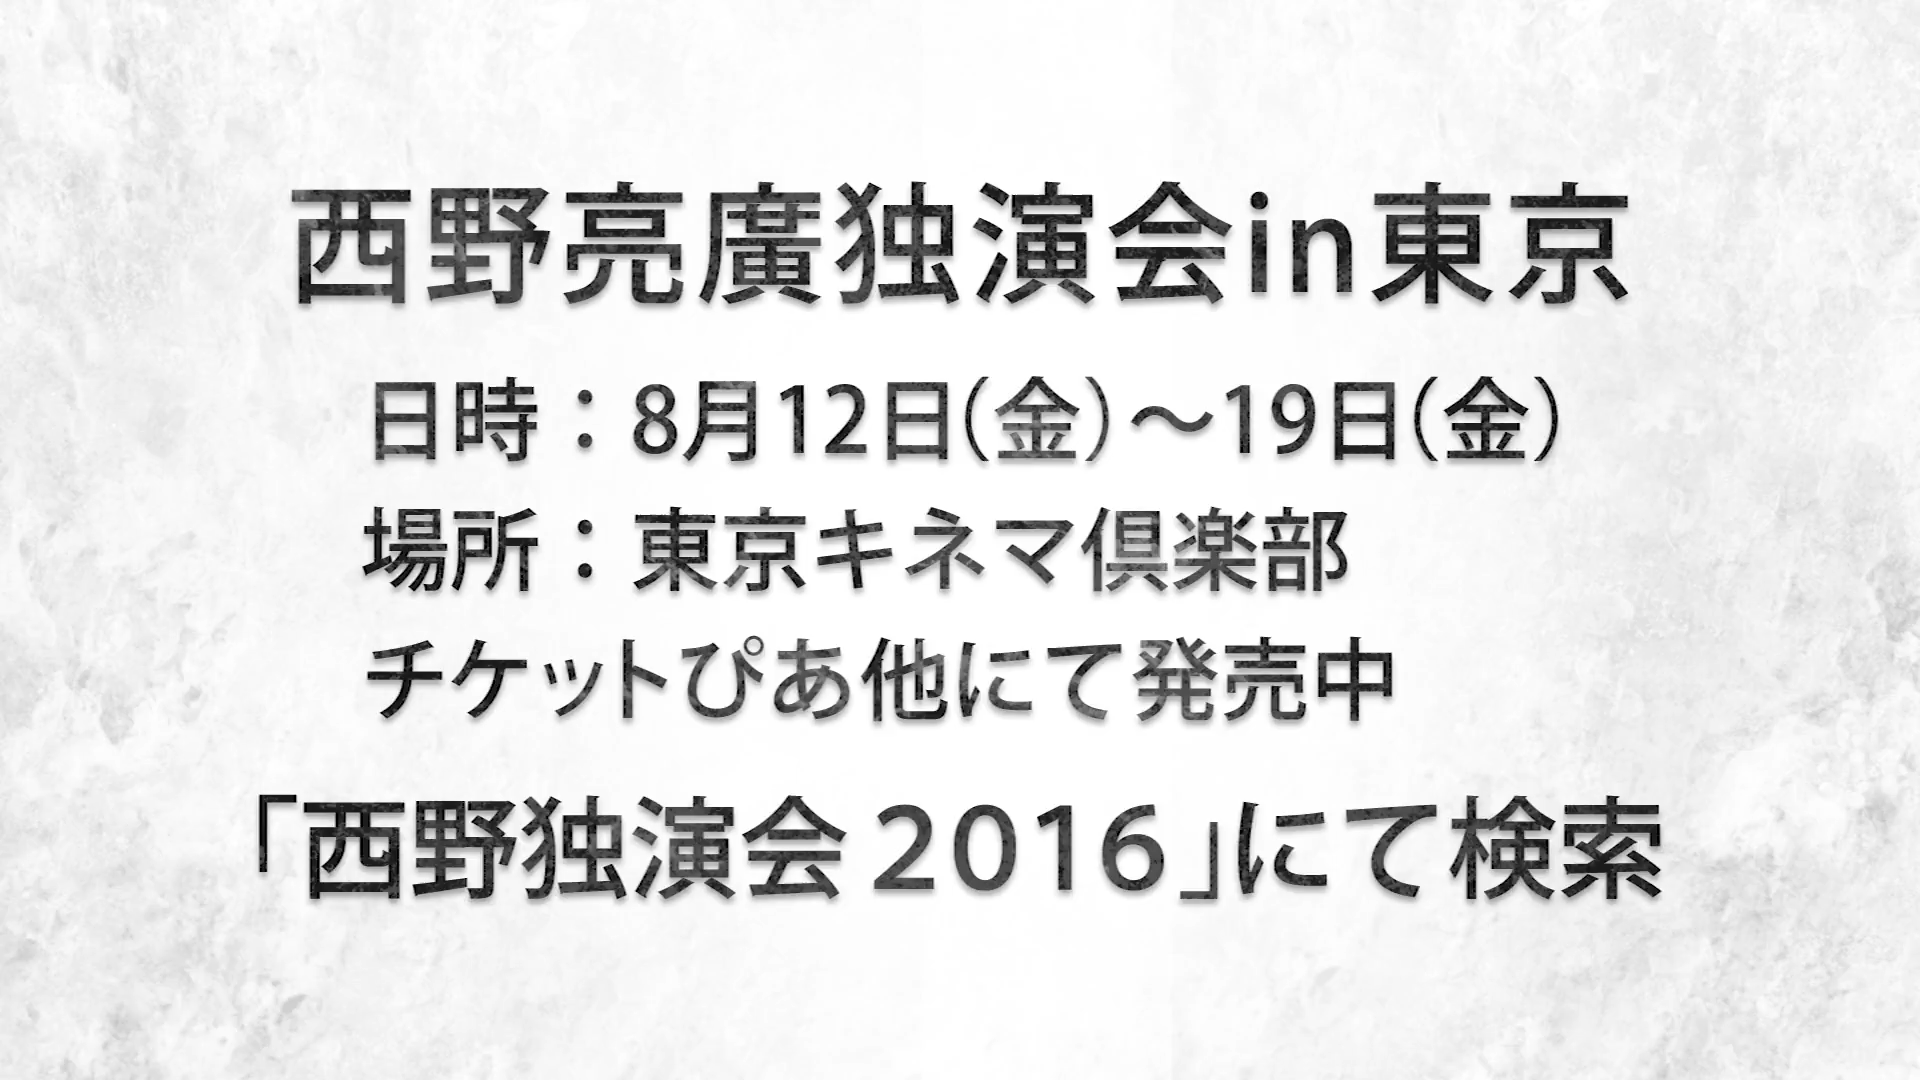 西野亮廣独演会in東京
日時：8月12日(金)～19日(金)
場所：東京キネマ倶楽部
チケットぴあ他にて発売中
「西野独演会2016」にて検索